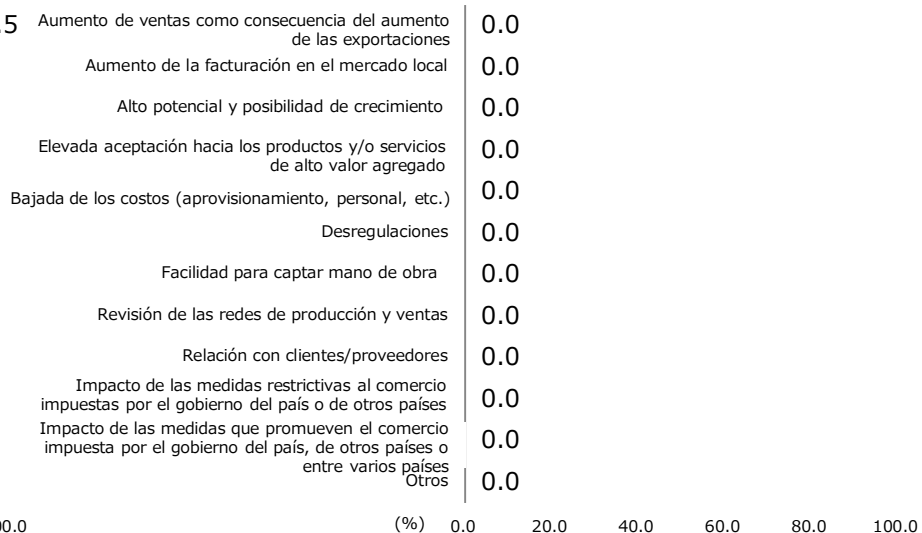 .5 Aumento de ventas como consecuencia del aumento
de las exportaciones 0.0
Aumento de la facturación en el mercado local 0.0
Alto potencial y posibilidad de crecimiento 0.0
Elevada aceptación hacia los productos y/o servicios
de alto valor agregado 0.0
Bajada de los costos (aprovisionamiento, personal, etc.) 0.0
Desregulaciones 0.0
Facilidad para captar mano de obra 0.0
Revisión de las redes de producción y ventas 0.0
Relación con clientes/proveedores 0.0
Impacto de las medidas restrictivas al comercio
impuestas por el gobierno del país o de otros países 0.0
Impacto de las medidas que promueven el comercio
impuesta por el gobierno del país, de otros países o
entre varios países 0.0
Otros 0.0
(%) 0.0 20.0 40.0 60.0 80.0 100.0